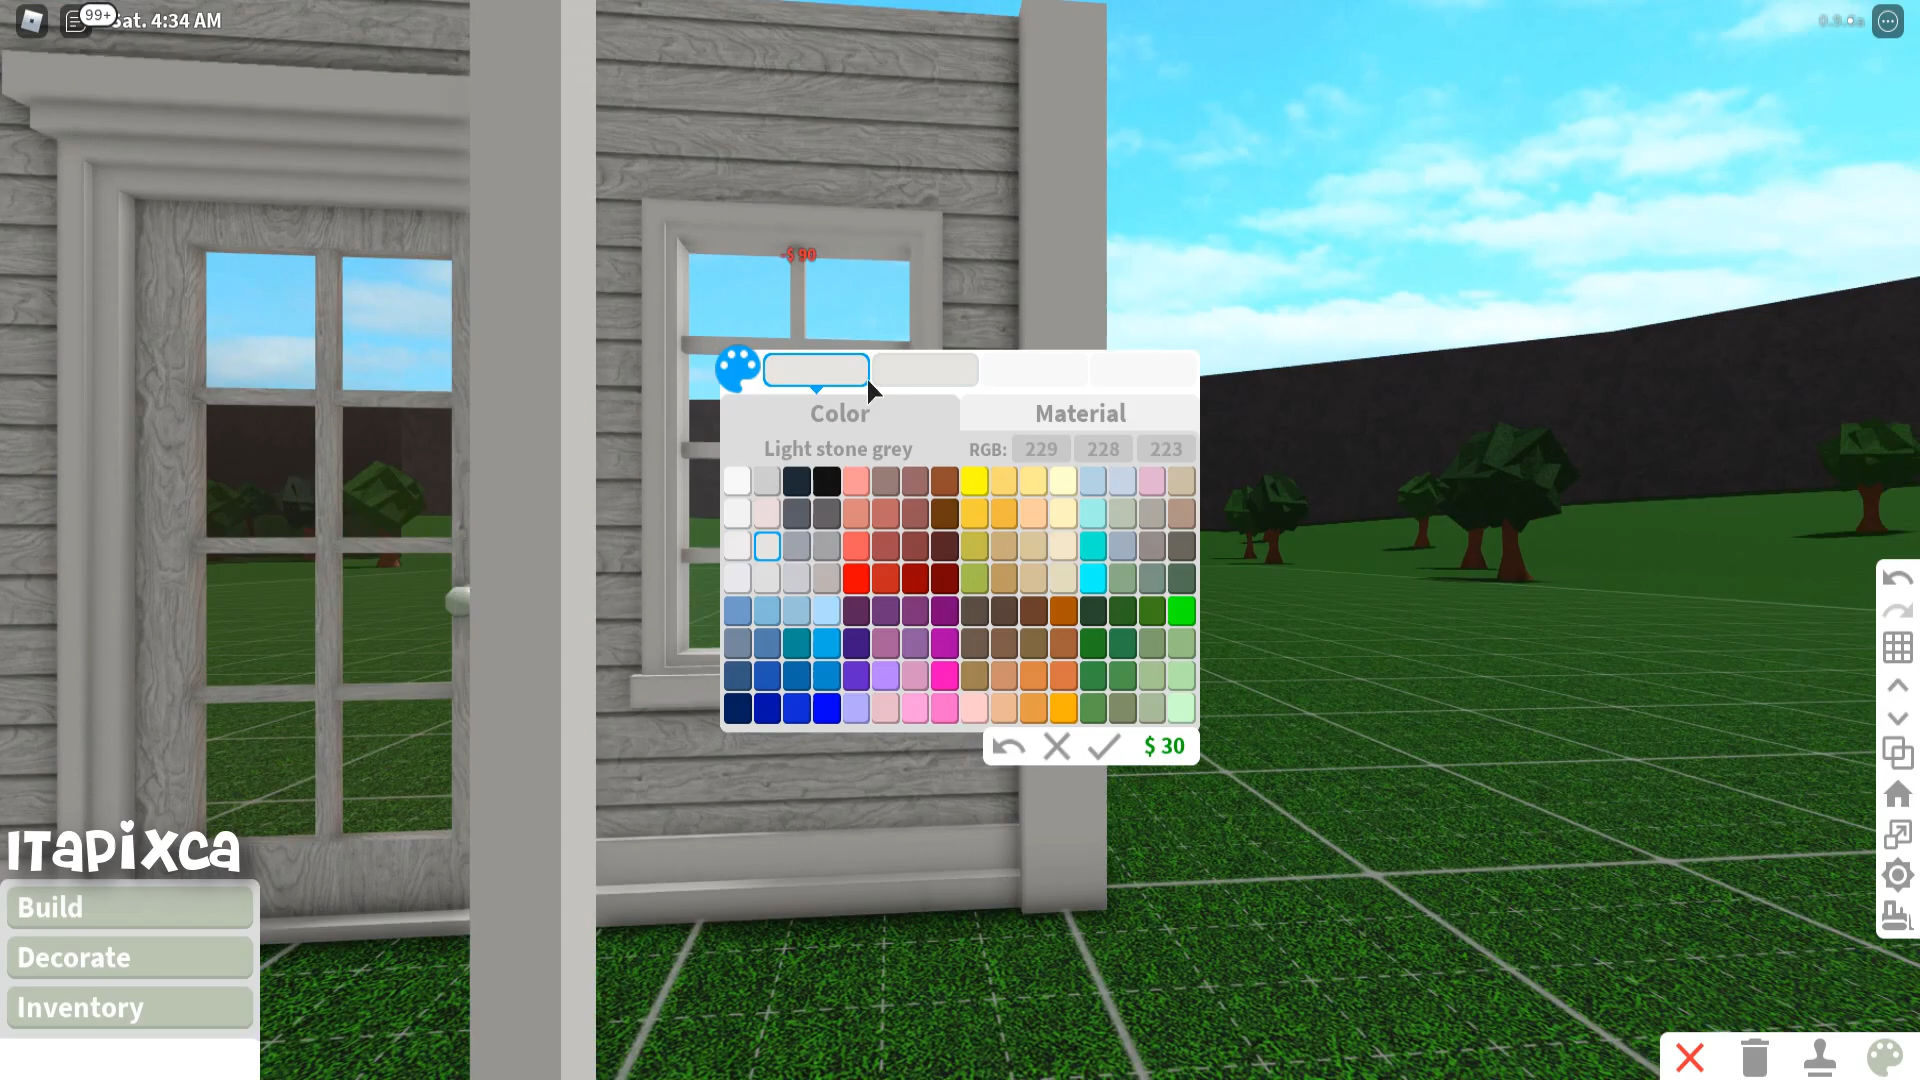 99+
Sat. 4:34 AM
-$ 90
Color
Material
Light stone grey
RGB:
229
228
223
$ 30
ITapixca
Build
Decorate
Inventory